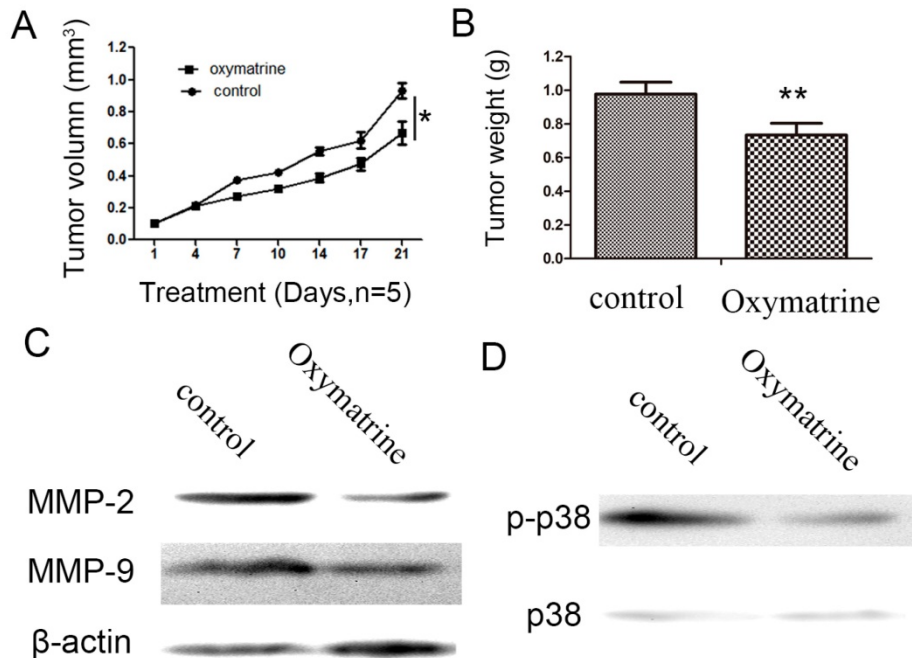 A
Tumor volumn (mm³)
1.2
1.0
0.8
0.6
0.4
0.2
0.0
oxymatrine
control
*
1 4 7 10 14 17 21
Treatment (Days,n=5)
B
Tumor weight (g)
1.2
1.0
0.8
0.6
0.4
0.2
0.0
**
control Oxymatrine
C
control Oxymatrine
MMP-2
MMP-9
β-actin
D
control Oxymatrine
p-p38
p38